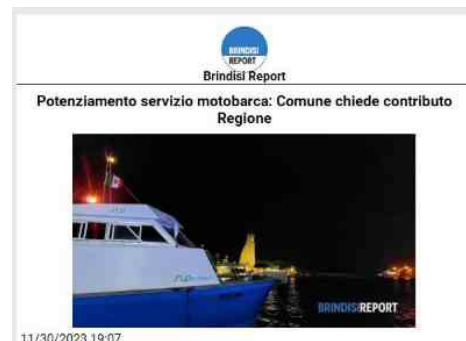 BRINDISI
REPORT
Brindisi Report
Potenziamento servizio motobarca: Comune chiede contributo
Regione
BRINDISIREPORT
11/30/2023 19:07